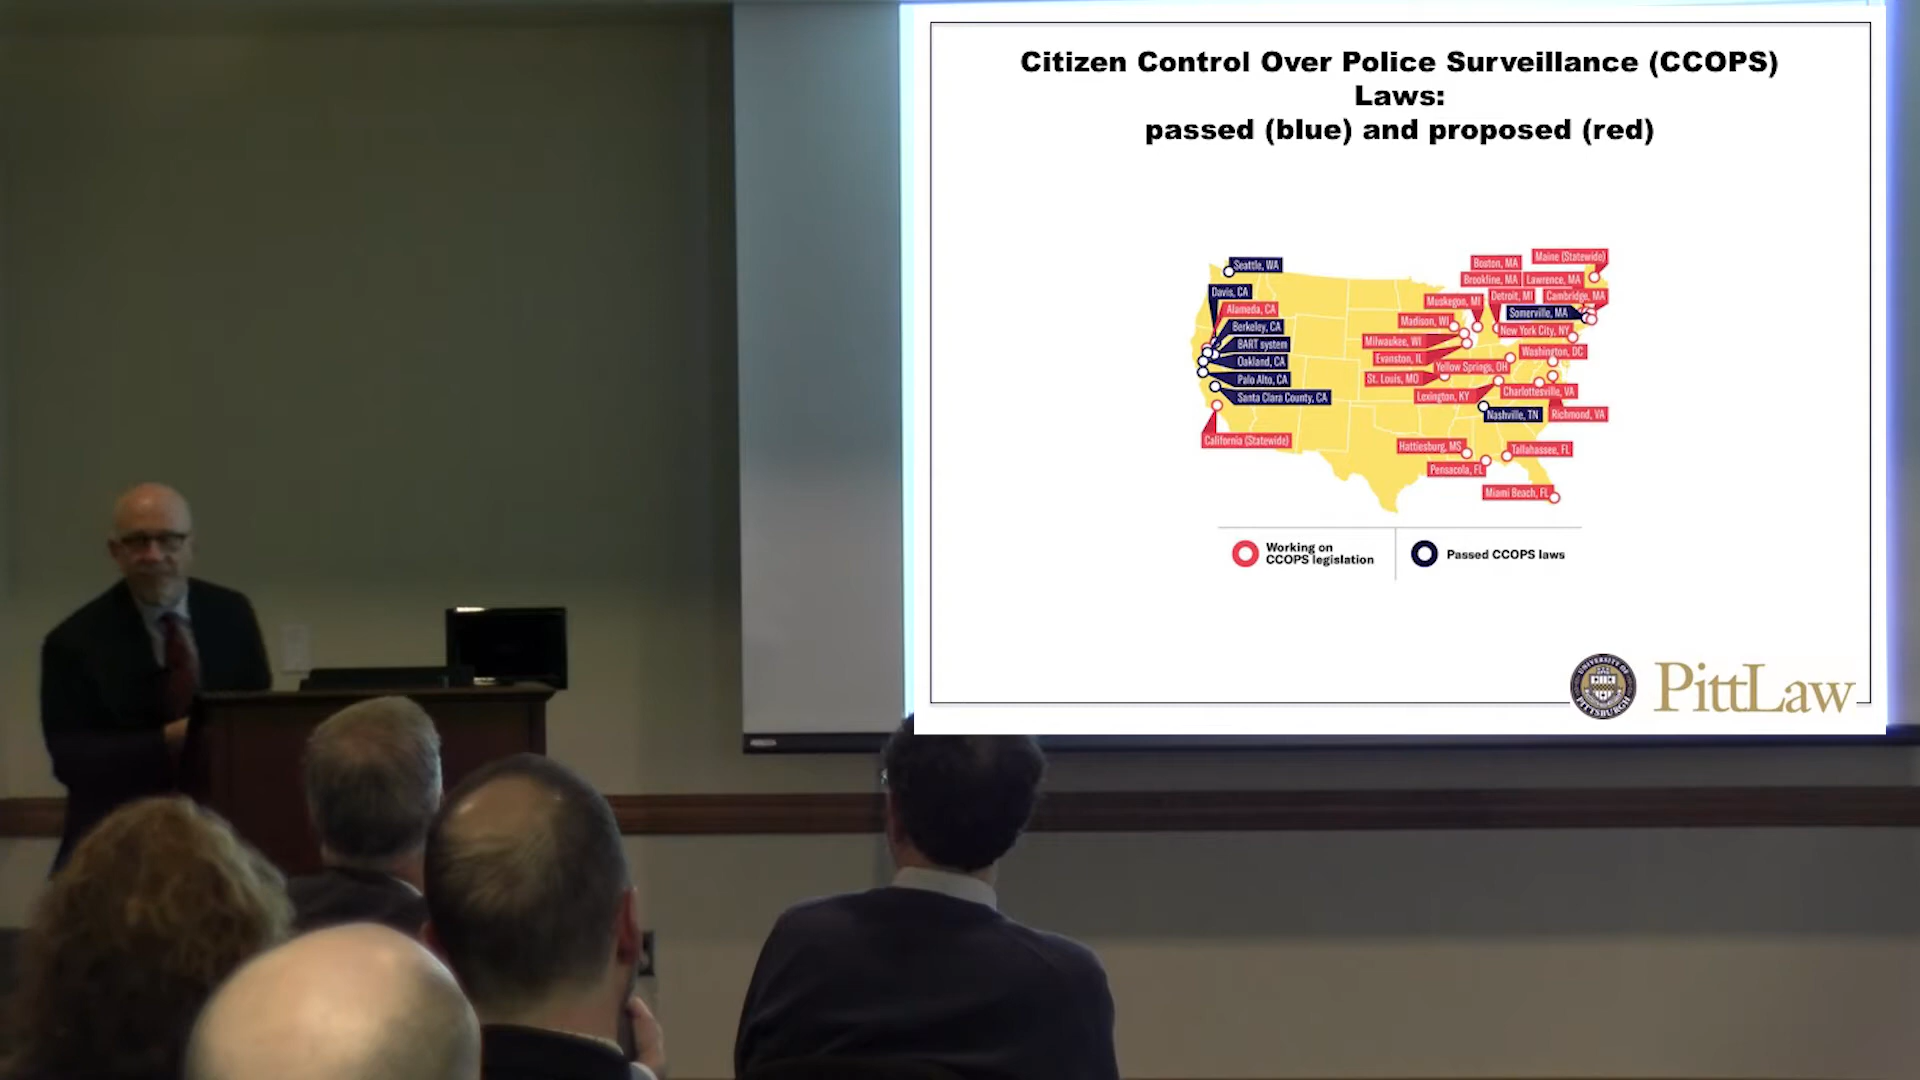 Citizen Control Over Police Surveillance (CCOPS)
Laws:
passed (blue) and proposed (red)
Seattle, WA
Davis, CA
Alameda, CA
Berkeley, CA
BART system
Oakland, CA
Palo Alto, CA
Santa Clara County, CA
California (Statewide)
Maine (Statewide)
Boston, MA
Brookline, MA
Lawrence, MA
Muskegon, MI
Detroit, MI
Cambridge, MA
Somerville, MA
Madison, WI
New York City, NY
Milwaukee, WI
Washington, DC
Evanston, IL
Yellow Springs, OH
St. Louis, MO
Lexington, KY
Charlottesville, VA
Nashville, TN
Richmond, VA
Hattiesburg, MS
Tallahassee, FL
Pensacola, FL
Miami Beach, FL
Working on
CCOPS legislation
Passed CCOPS laws
UNIVERSITY OF
PITTSBURGH
PittLaw